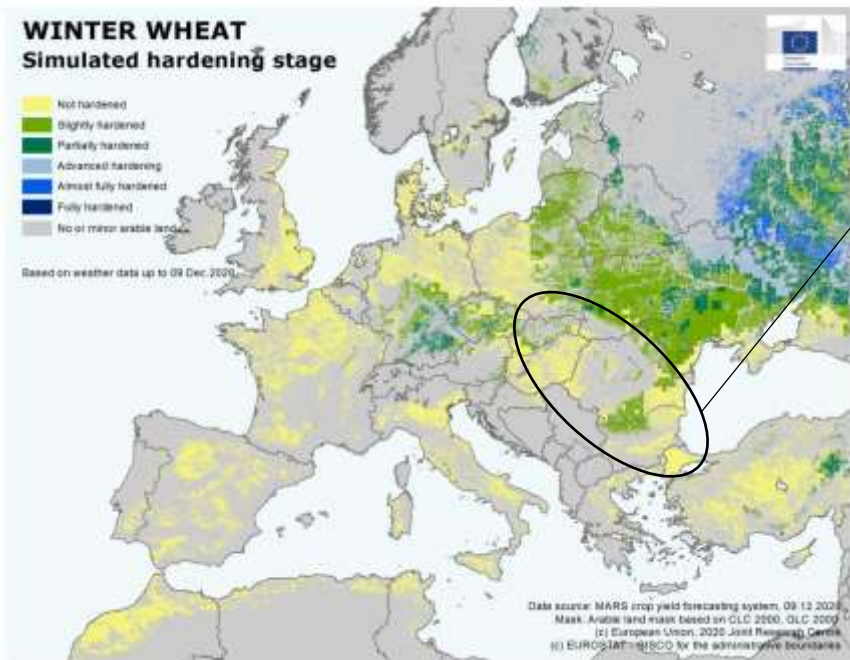 WINTER WHEAT
Simulated hardening stage
Not hardened
Slightly hardened
Partially hardened
Advanced hardening
Almost fully hardened
Fully hardened
No or minor arable land
Based on weather data up to 09 Dec 2020
Data source: MARS crop yield forecasting system, 09.12.2020
Mask: Arable land mask based on CLC 2000, GLC 2000
(c) European Union, 2020 Joint Research Centre
(c) EUROSTAT - GISCO for the administrative boundaries